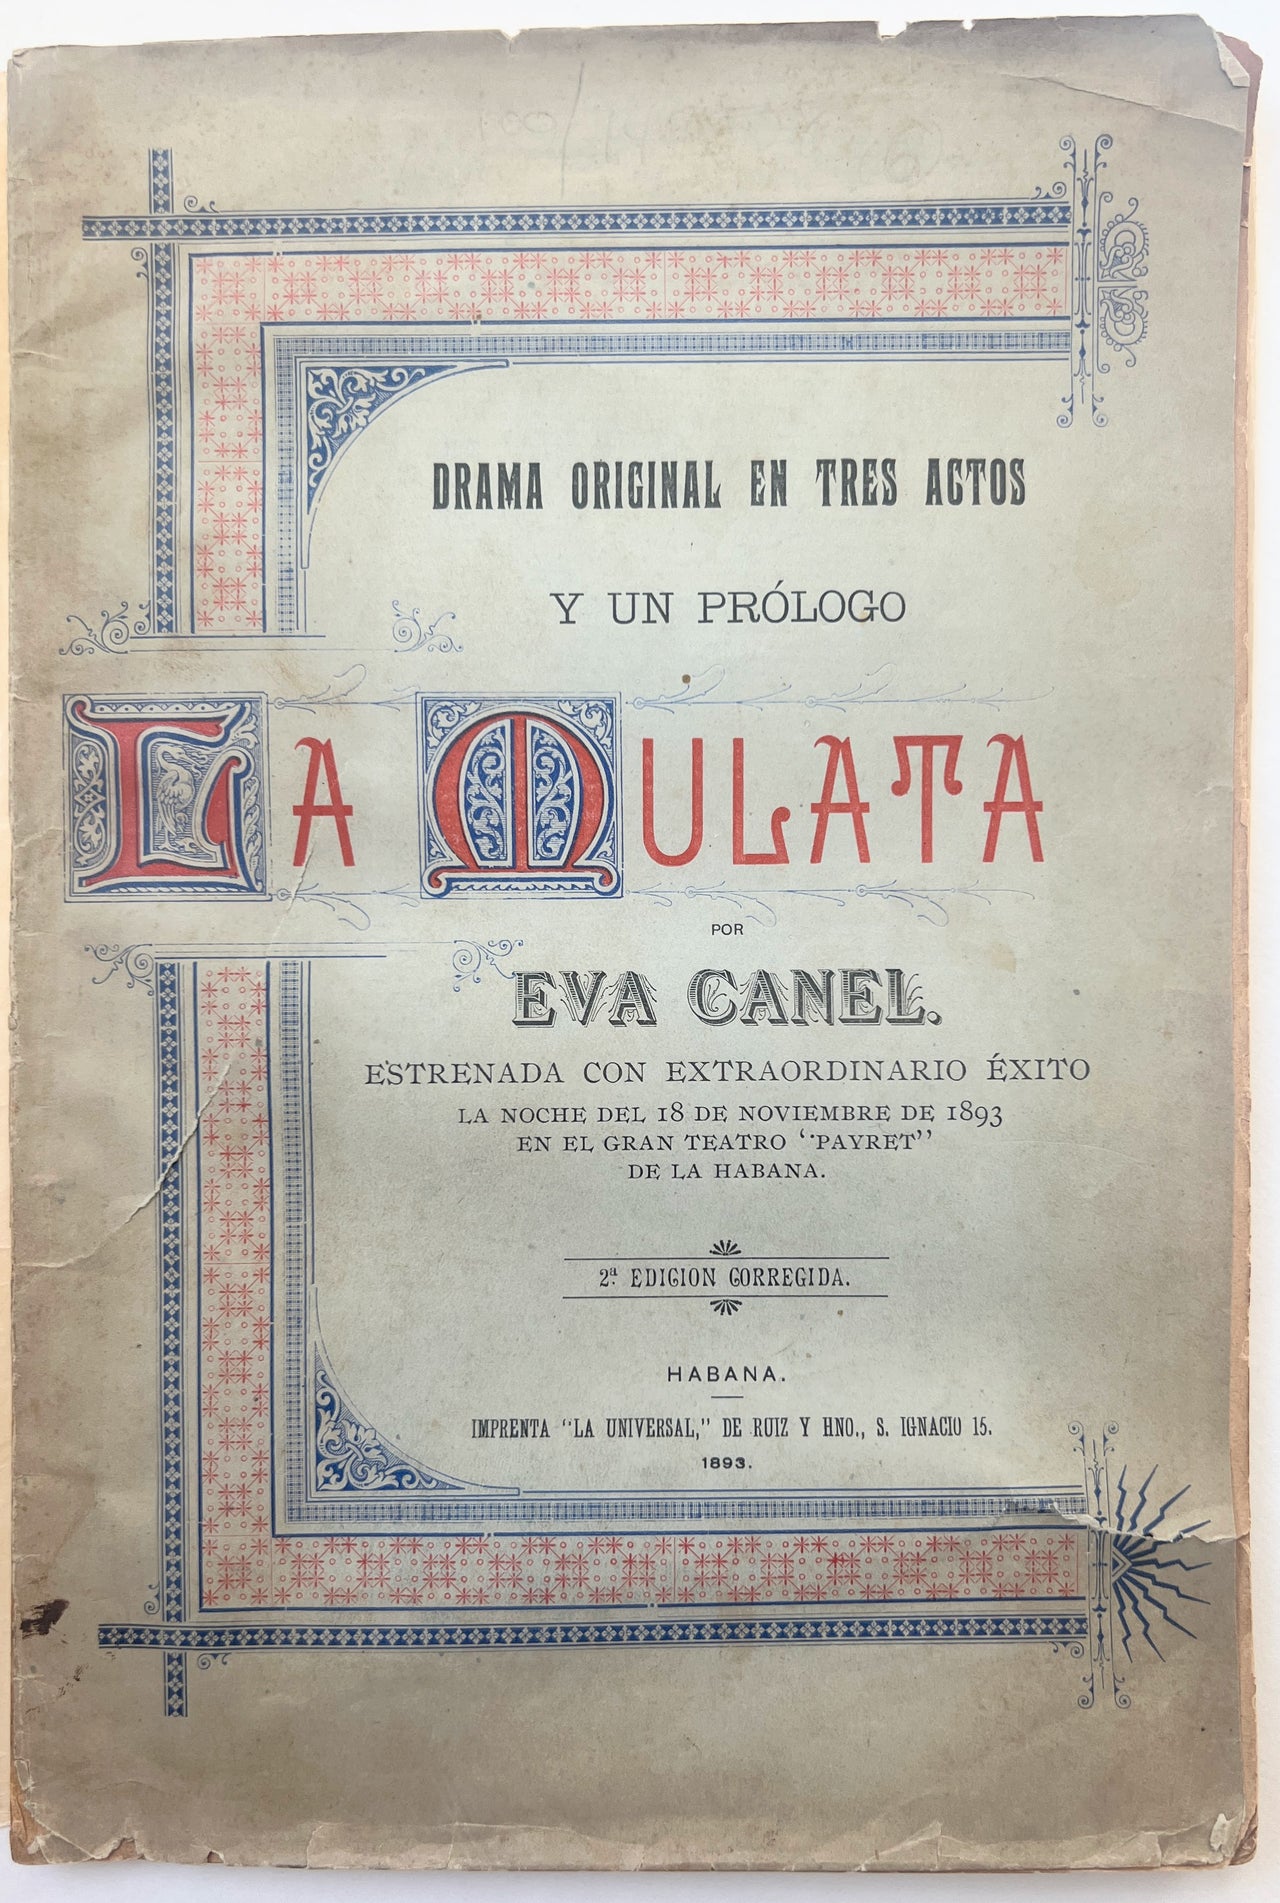 DRAMA ORIGINAL EN TRES ACTOS
Y UN PRÓLOGO
LA MULATA
POR
EVA CANEL.
ESTRENADA CON EXTRAORDINARIO ÉXITO
LA NOCHE DEL 18 DE NOVIEMBRE DE 1893
EN EL GRAN TEATRO "PAYRET"
DE LA HABANA.
2ª EDICION CORREGIDA.
HABANA.
IMPRENTA "LA UNIVERSAL," DE RUIZ Y HNO., S. IGNACIO 15.
1893.